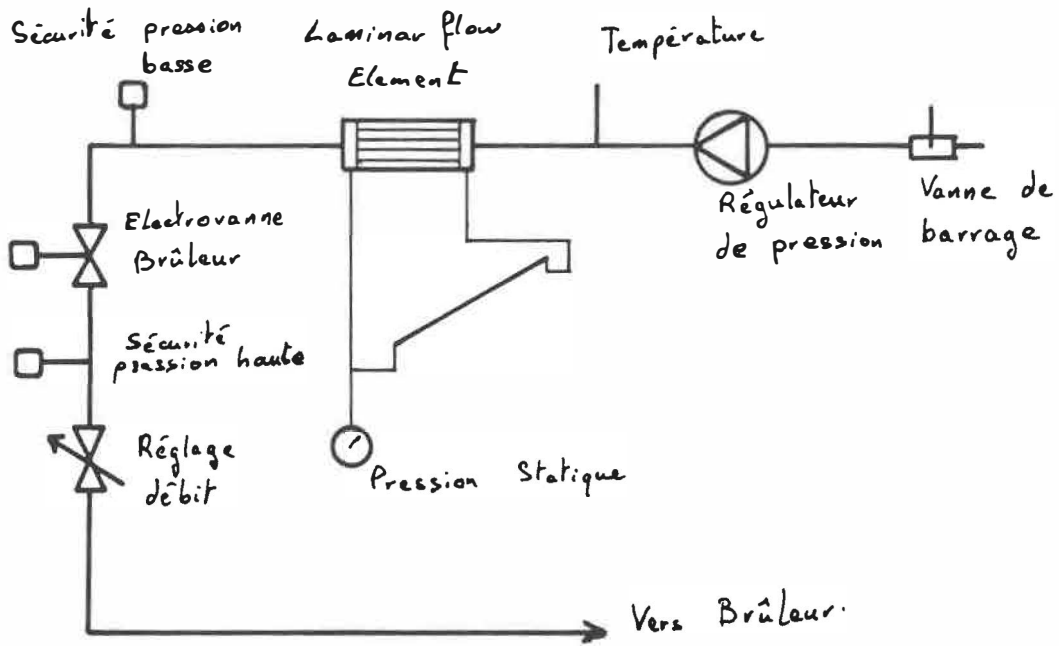 Sécurité pression
basse
Laminar flow
Element
Température
Electrovanne
Brûleur
Régulateur
de pression
Vanne de
barrage
Sécurité
pression haute
Réglage
débit
Pression Statique
Vers Brûleur.